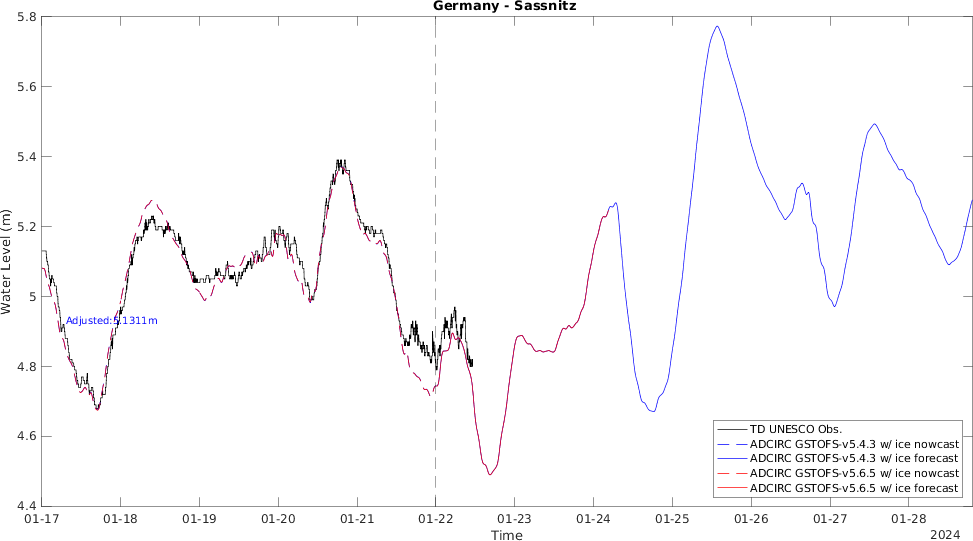 Germany - Sassnitz
5.8
5.6
5.4
5.2
5
4.8
4.6
4.4
Water Level (m)
Adjusted:5.1311m
TD UNESCO Obs.
ADCIRC GSTOFS-v5.4.3 w/ ice nowcast
ADCIRC GSTOFS-v5.4.3 w/ ice forecast
ADCIRC GSTOFS-v5.6.5 w/ ice nowcast
ADCIRC GSTOFS-v5.6.5 w/ ice forecast
01-17 01-18 01-19 01-20 01-21 01-22 01-23 01-24 01-25 01-26 01-27 01-28
Time
2024